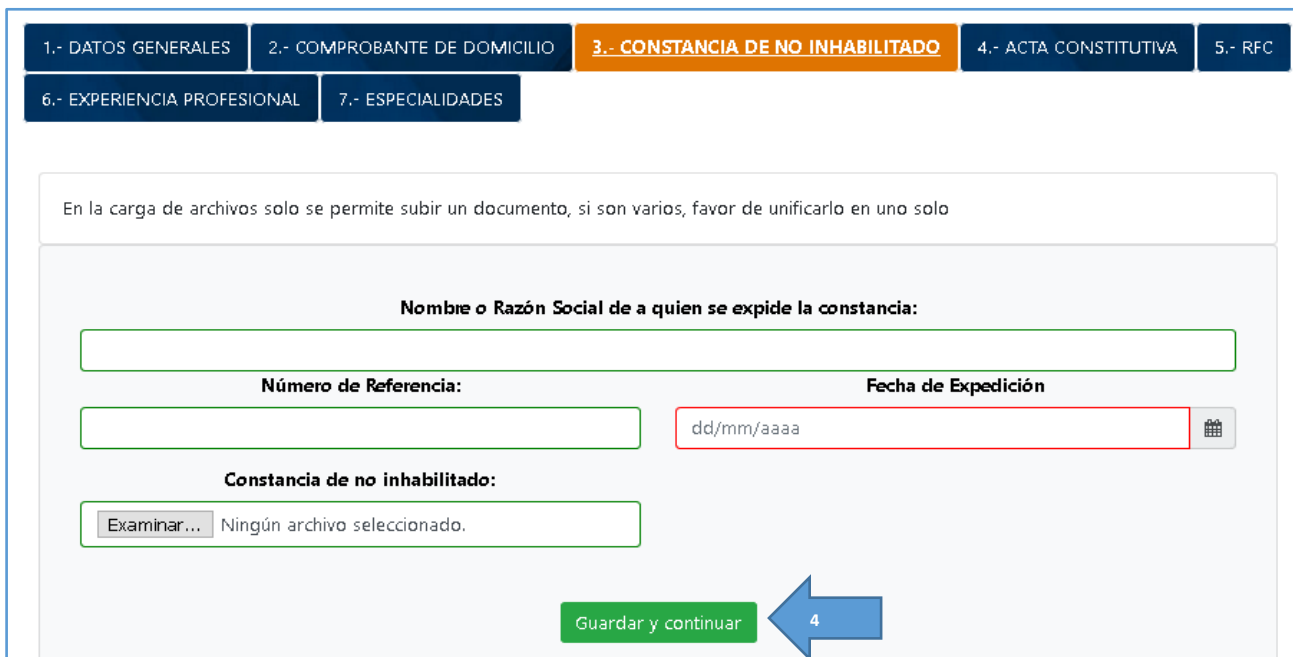 1.- DATOS GENERALES
2.- COMPROBANTE DE DOMICILIO
3.- CONSTANCIA DE NO INHABILITADO
4.- ACTA CONSTITUTIVA
5.- RFC
6.- EXPERIENCIA PROFESIONAL
7.- ESPECIALIDADES
En la carga de archivos solo se permite subir un documento, si son varios, favor de unificarlo en uno solo
Nombre o Razón Social de a quien se expide la constancia:
Número de Referencia:
Fecha de Expedición
dd/mm/aaaa
Constancia de no inhabilitado:
Examinar... Ningún archivo seleccionado.
Guardar y continuar
4